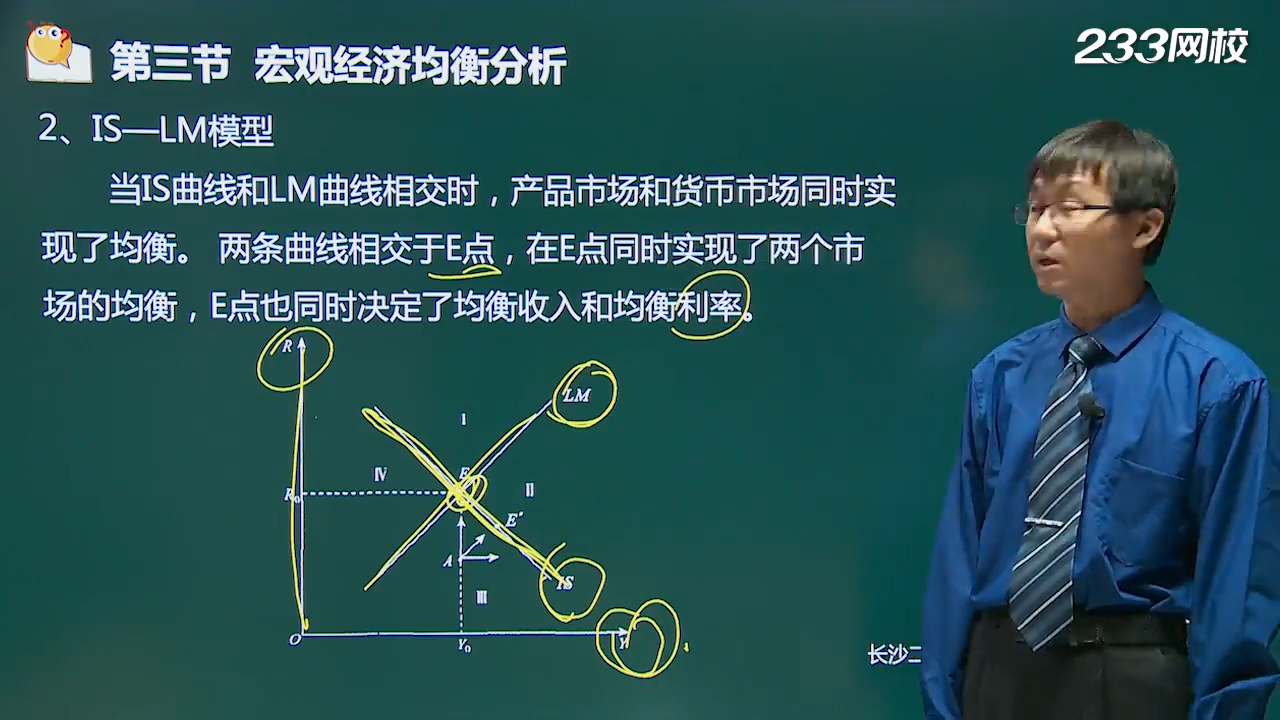 233网校
第三节 宏观经济均衡分析
2、IS—LM模型
当IS曲线和LM曲线相交时，产品市场和货币市场同时实
现了均衡。 两条曲线相交于E点，在E点同时实现了两个市
场的均衡，E点也同时决定了均衡收入和均衡利率。
R
LM
I
E
IV
R₀
II
E″
A
IS
III
O
Y₀
Y
长沙二